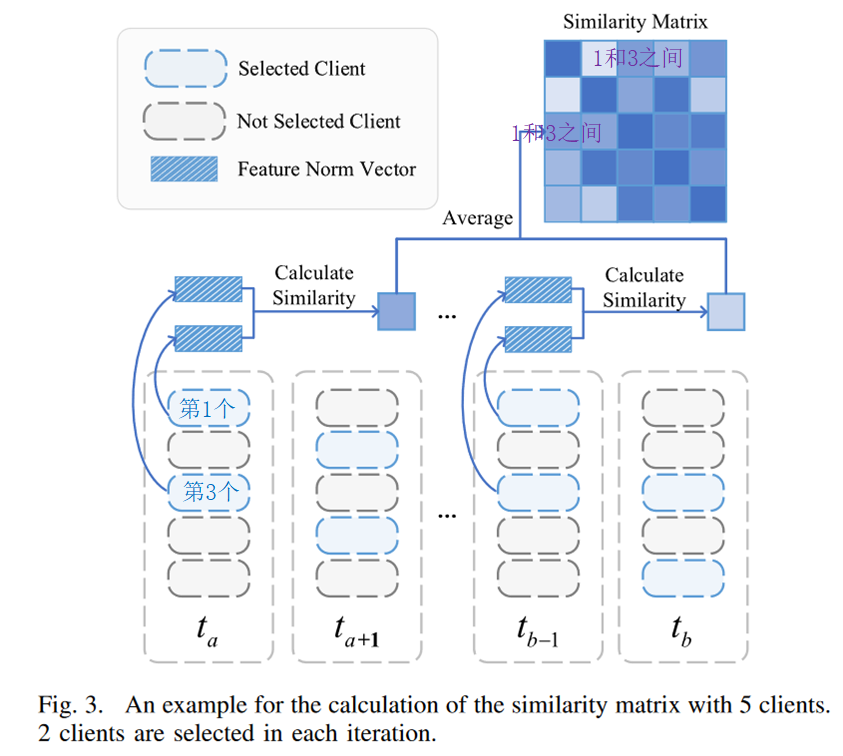 Similarity Matrix
Selected Client
Not Selected Client
Feature Norm Vector
1和3之间
1和3之间
Average
Calculate
Similarity
...
Calculate
Similarity
第1个
第3个
...
tₐ
tₐ₊₁
t_{b−1}
t_b
Fig. 3. An example for the calculation of the similarity matrix with 5 clients.
2 clients are selected in each iteration.